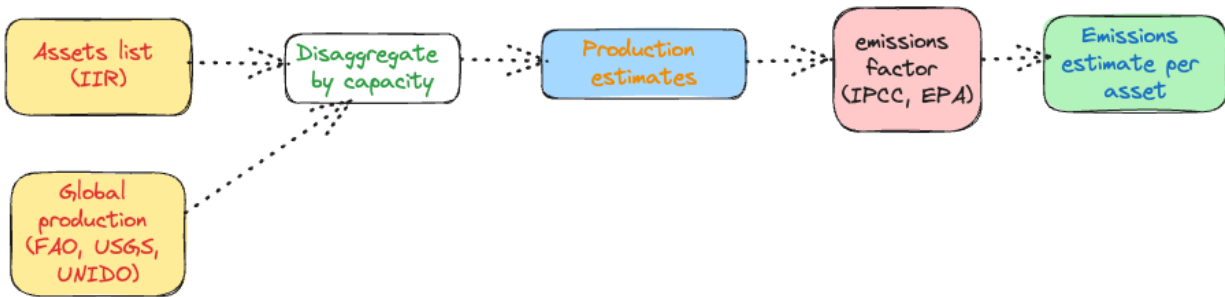 Assets list
(IIR)
Disaggregate
by capacity
Production
estimates
emissions
factor
(IPCC, EPA)
Emissions
estimate per
asset
Global
production
(FAO, USGS,
UNIDO)